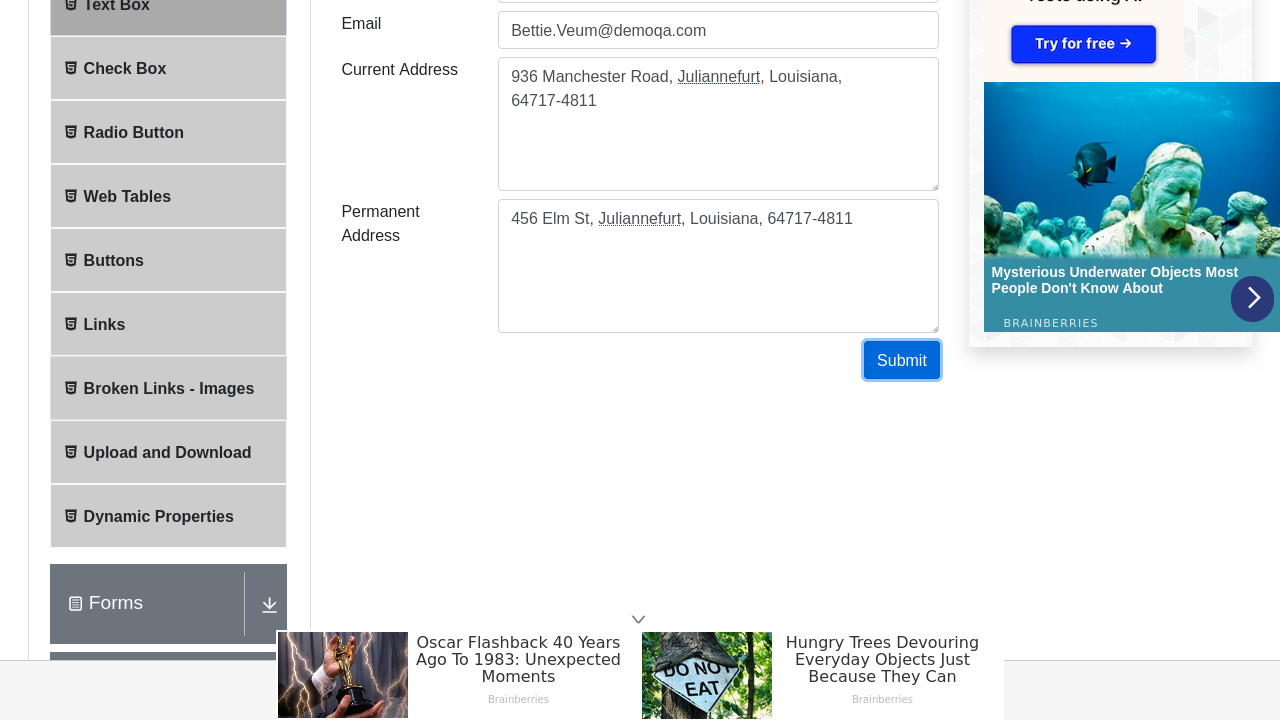 Text Box
Check Box
Radio Button
Web Tables
Buttons
Links
Broken Links - Images
Upload and Download
Dynamic Properties
Forms
Email
Bettie.Veum@demoqa.com
Current Address
936 Manchester Road, Juliannefurt, Louisiana,
64717-4811
Permanent
Address
456 Elm St, Juliannefurt, Louisiana, 64717-4811
Submit
Try for free →
Mysterious Underwater Objects Most
People Don't Know About
BRAINBERRIES
Oscar Flashback 40 Years
Ago To 1983: Unexpected
Moments
Brainberries
DO NOT
EAT
Hungry Trees Devouring
Everyday Objects Just
Because They Can
Brainberries